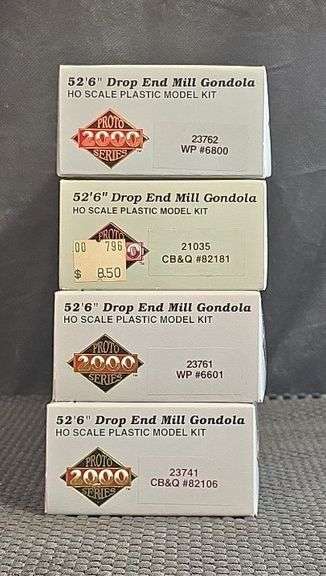 52'6" Drop End Mill Gondola
HO SCALE PLASTIC MODEL KIT
PROTO
2000
SERIES
23762
WP #6800
52'6" Drop End Mill Gondola
HO SCALE PLASTIC MODEL KIT
PROTO
00 796
$ 8.50
21035
CB&Q #82181
52'6" Drop End Mill Gondola
HO SCALE PLASTIC MODEL KIT
PROTO
2000
SERIES
23761
WP #6601
52'6" Drop End Mill Gondola
HO SCALE PLASTIC MODEL KIT
PROTO
2000
SERIES
23741
CB&Q #82106